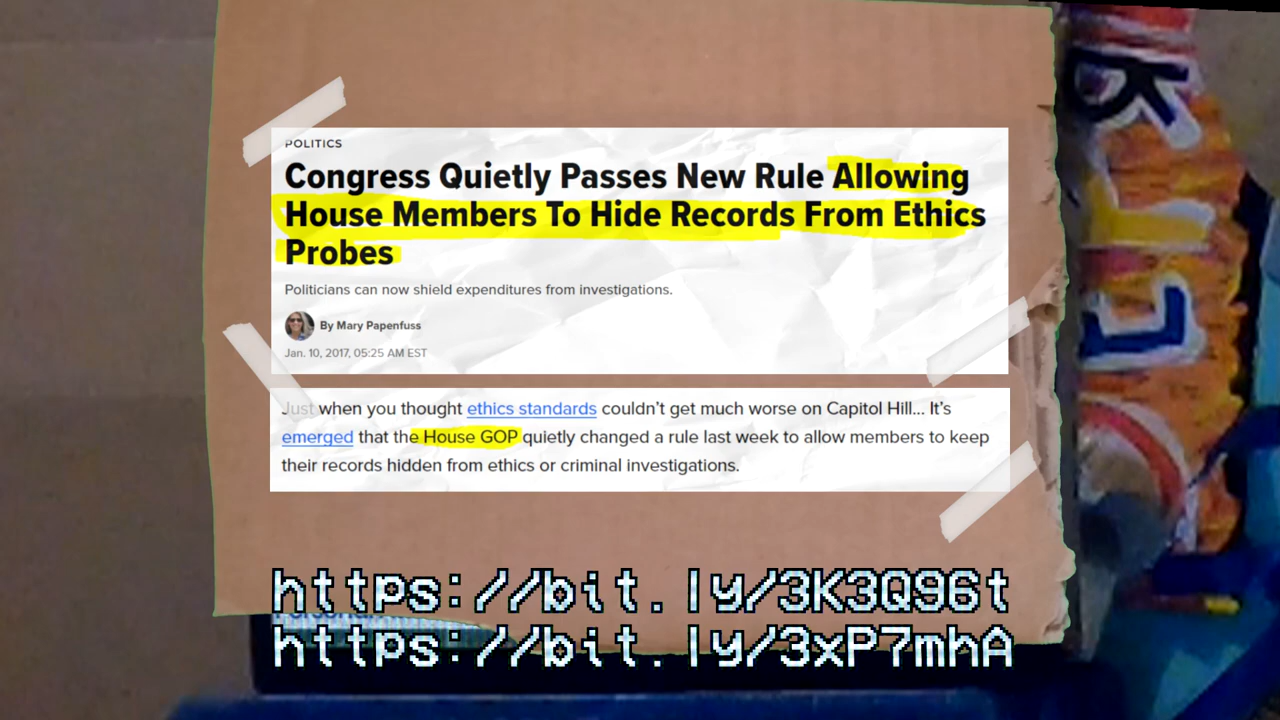 POLITICS
Congress Quietly Passes New Rule Allowing
House Members To Hide Records From Ethics
Probes
Politicians can now shield expenditures from investigations.
By Mary Papenfuss
Jan. 10, 2017, 05:25 AM EST
Just when you thought ethics standards couldn't get much worse on Capitol Hill... It's
emerged that the House GOP quietly changed a rule last week to allow members to keep
their records hidden from ethics or criminal investigations.
https://bit.ly/3K3Q96t
https://bit.ly/3xP7mhA